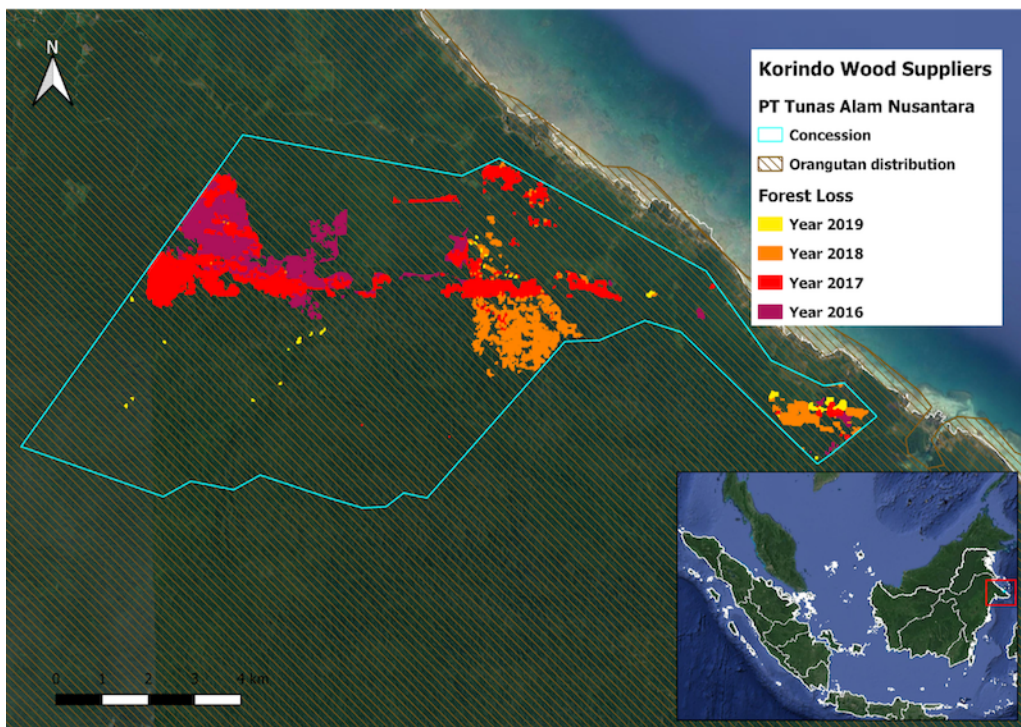 N
Korindo Wood Suppliers
PT Tunas Alam Nusantara
Concession
Orangutan distribution
Forest Loss
Year 2019
Year 2018
Year 2017
Year 2016
0 1 2 3 4 km